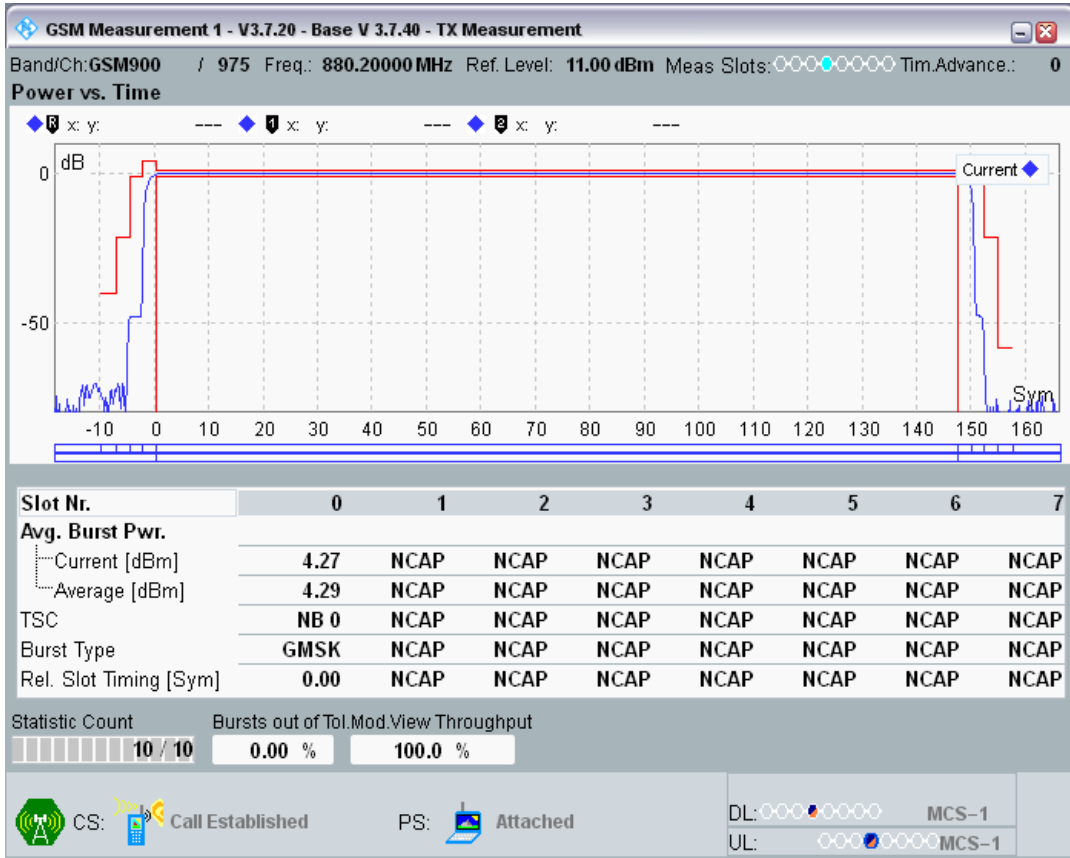 GSM Measurement 1 - V3.7.20 - Base V 3.7.40 - TX Measurement
Band/Ch:GSM900 / 975 Freq.: 880.20000 MHz Ref. Level: 11.00 dBm Meas Slots: Tim.Advance.: 0
Power vs. Time
R x: y: --- 1 x: y: --- 2 x: y: ---
dB
Current
0
-50
Sym
-10 0 10 20 30 40 50 60 70 80 90 100 110 120 130 140 150 160
Slot Nr. 0 1 2 3 4 5 6 7
Avg. Burst Pwr.
Current [dBm] 4.27 NCAP NCAP NCAP NCAP NCAP NCAP NCAP
Average [dBm] 4.29 NCAP NCAP NCAP NCAP NCAP NCAP NCAP
TSC NB 0 NCAP NCAP NCAP NCAP NCAP NCAP NCAP
Burst Type GMSK NCAP NCAP NCAP NCAP NCAP NCAP NCAP
Rel. Slot Timing [Sym] 0.00 NCAP NCAP NCAP NCAP NCAP NCAP NCAP
Statistic Count Bursts out of Tol.Mod.View Throughput
10 / 10 0.00 % 100.0 %
CS: Call Established PS: Attached
DL: MCS-1
UL: MCS-1